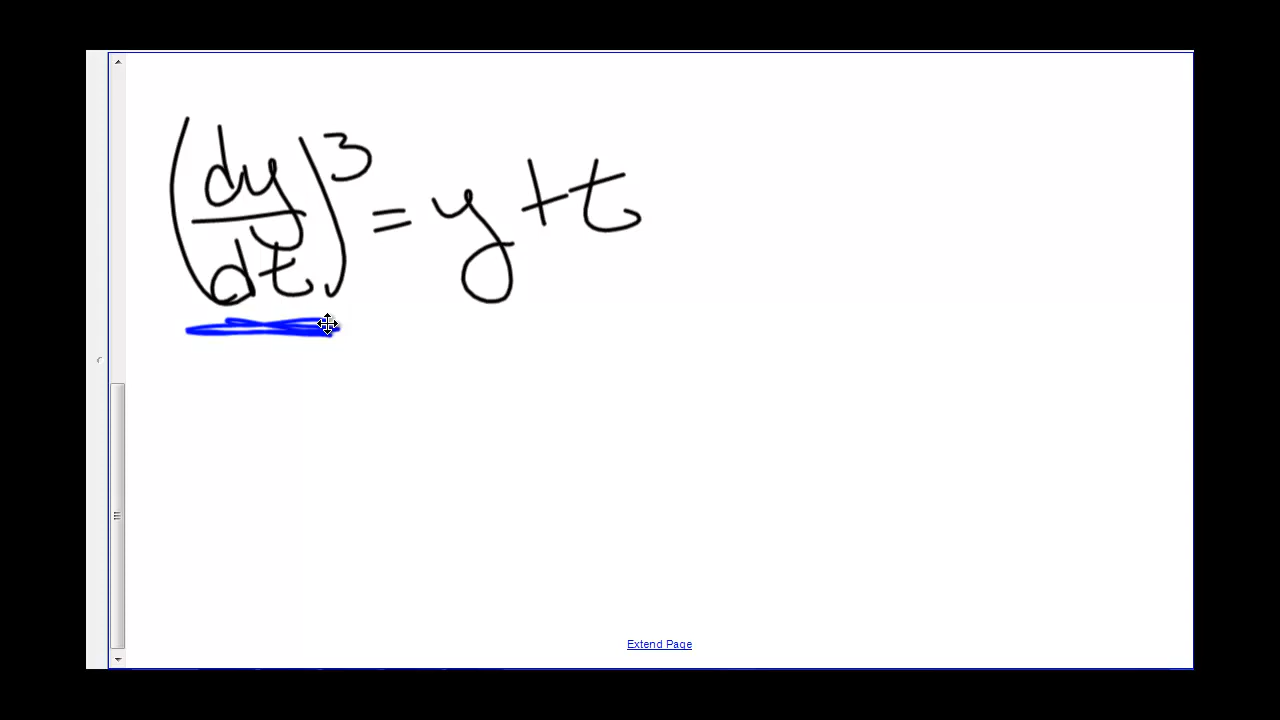 (dy/dt)³ = y + t
Extend Page